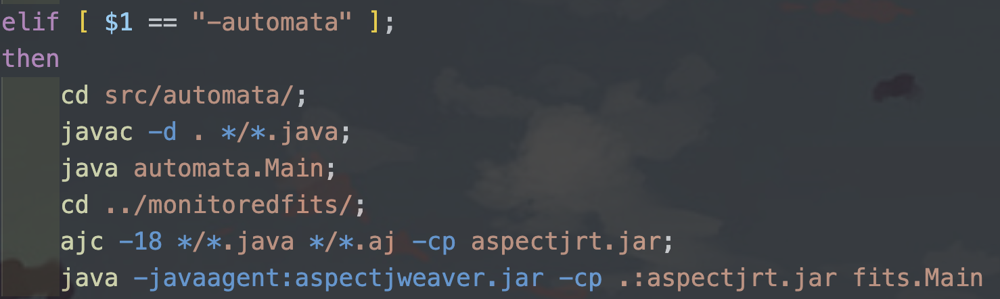 elif [ $1 == "-automata" ];
then
    cd src/automata/;
    javac -d . */*.java;
    java automata.Main;
    cd ../monitoredfits/;
    ajc -18 */*.java */*.aj -cp aspectjrt.jar;
    java -javaagent:aspectjweaver.jar -cp .:aspectjrt.jar fits.Main